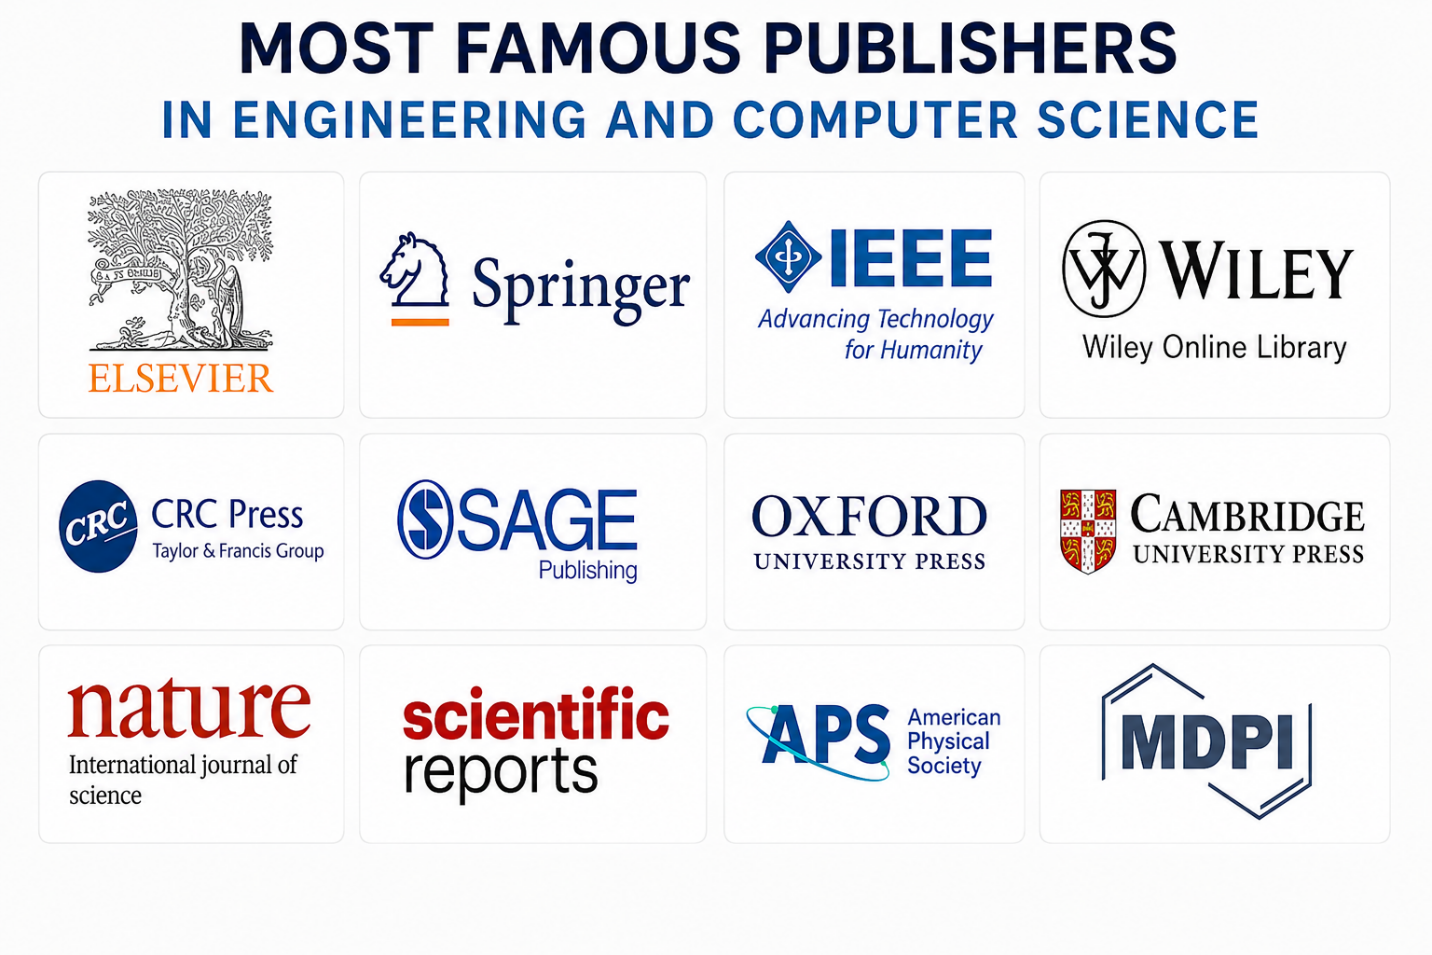 MOST FAMOUS PUBLISHERS
IN ENGINEERING AND COMPUTER SCIENCE
ELSEVIER
Springer
IEEE
Advancing Technology
for Humanity
WILEY
Wiley Online Library
CRC
CRC Press
Taylor & Francis Group
SAGE
Publishing
OXFORD
UNIVERSITY PRESS
CAMBRIDGE
UNIVERSITY PRESS
nature
International journal of
science
scientific
reports
APS
American
Physical
Society
MDPI